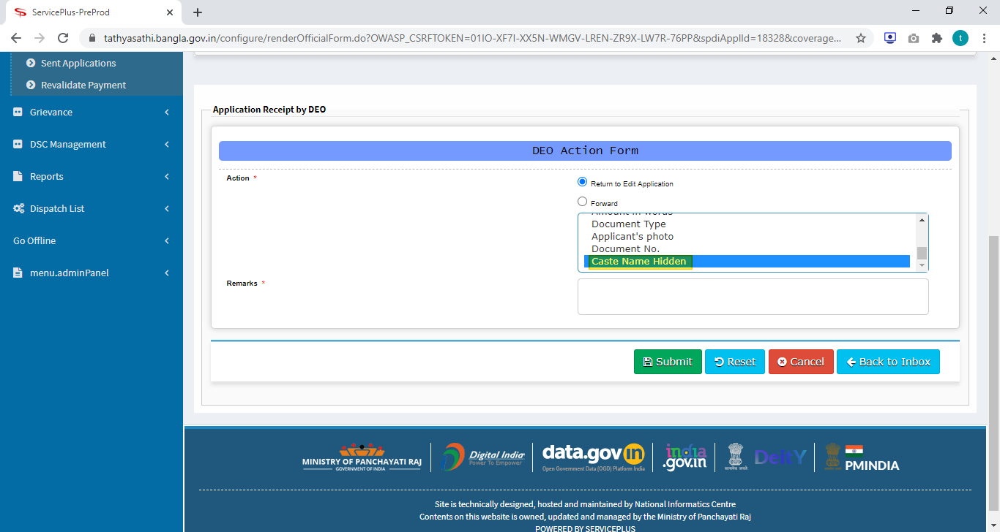 ServicePlus-PreProd
tathyasathi.bangla.gov.in/configure/renderOfficialForm.do?OWASP_CSRFTOKEN=01IO-XF7I-XX5N-WMGV-LREN-ZR9X-LW7R-76PP&spdiApplId=18328&coverage...
t
Sent Applications
Revalidate Payment
Grievance
DSC Management
Reports
Dispatch List
Go Offline
menu.adminPanel
Application Receipt by DEO
DEO Action Form
Action *
Return to Edit Application
Forward
Amount in words
Document Type
Applicant's photo
Document No.
Caste Name Hidden
Remarks *
Submit
Reset
Cancel
Back to Inbox
MINISTRY OF PANCHAYATI RAJ
GOVERNMENT OF INDIA
Digital India
Power To Empower
data.gov in
Open Government Data (OGD) Platform India
india
.gov.in
सत्यमेव जयते
DeitY
PMINDIA
Site is technically designed, hosted and maintained by National Informatics Centre
Contents on this website is owned, updated and managed by the Ministry of Panchayati Raj
POWERED BY SERVICEPLUS